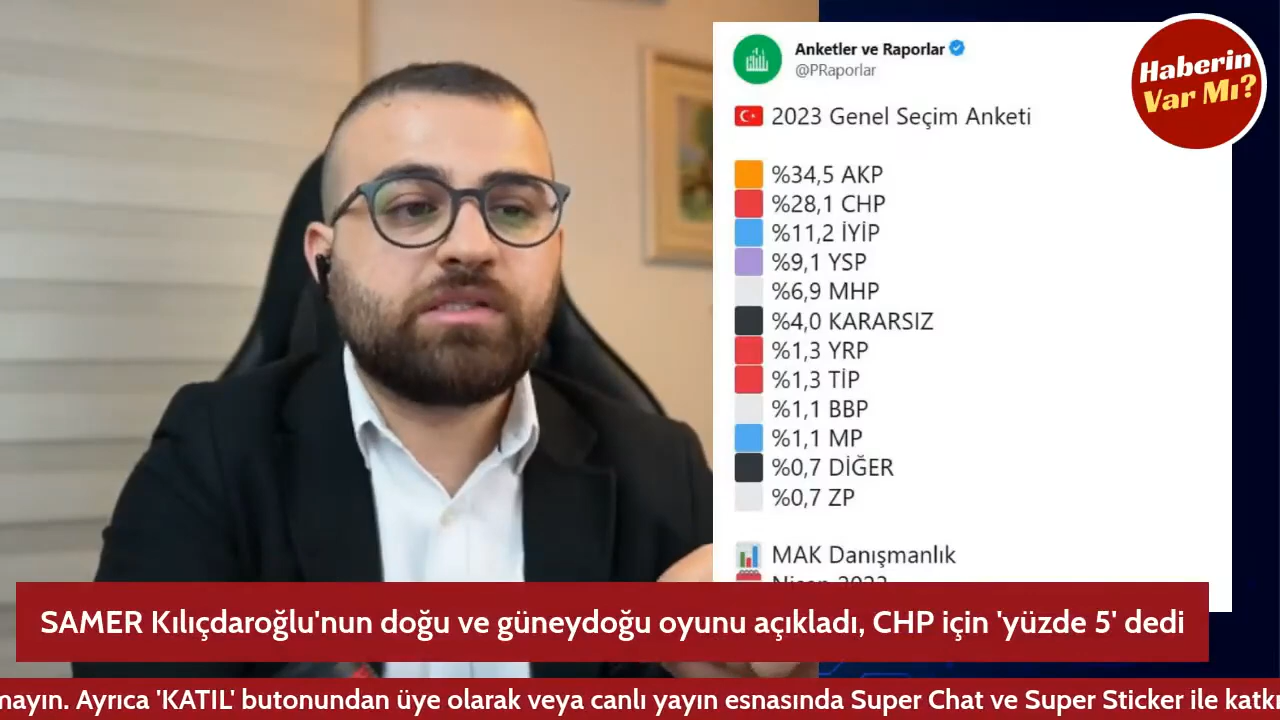 Anketler ve Raporlar
@PRaporlar
2023 Genel Seçim Anketi
%34,5 AKP
%28,1 CHP
%11,2 İYİP
%9,1 YSP
%6,9 MHP
%4,0 KARARSIZ
%1,3 YRP
%1,3 TİP
%1,1 BBP
%1,1 MP
%0,7 DİĞER
%0,7 ZP
MAK Danışmanlık
Nisan 2023
Haberin
Var Mı?
SAMER Kılıçdaroğlu'nun doğu ve güneydoğu oyunu açıkladı, CHP için 'yüzde 5' dedi
mayın. Ayrıca 'KATIL' butonundan üye olarak veya canlı yayın esnasında Super Chat ve Super Sticker ile katkı